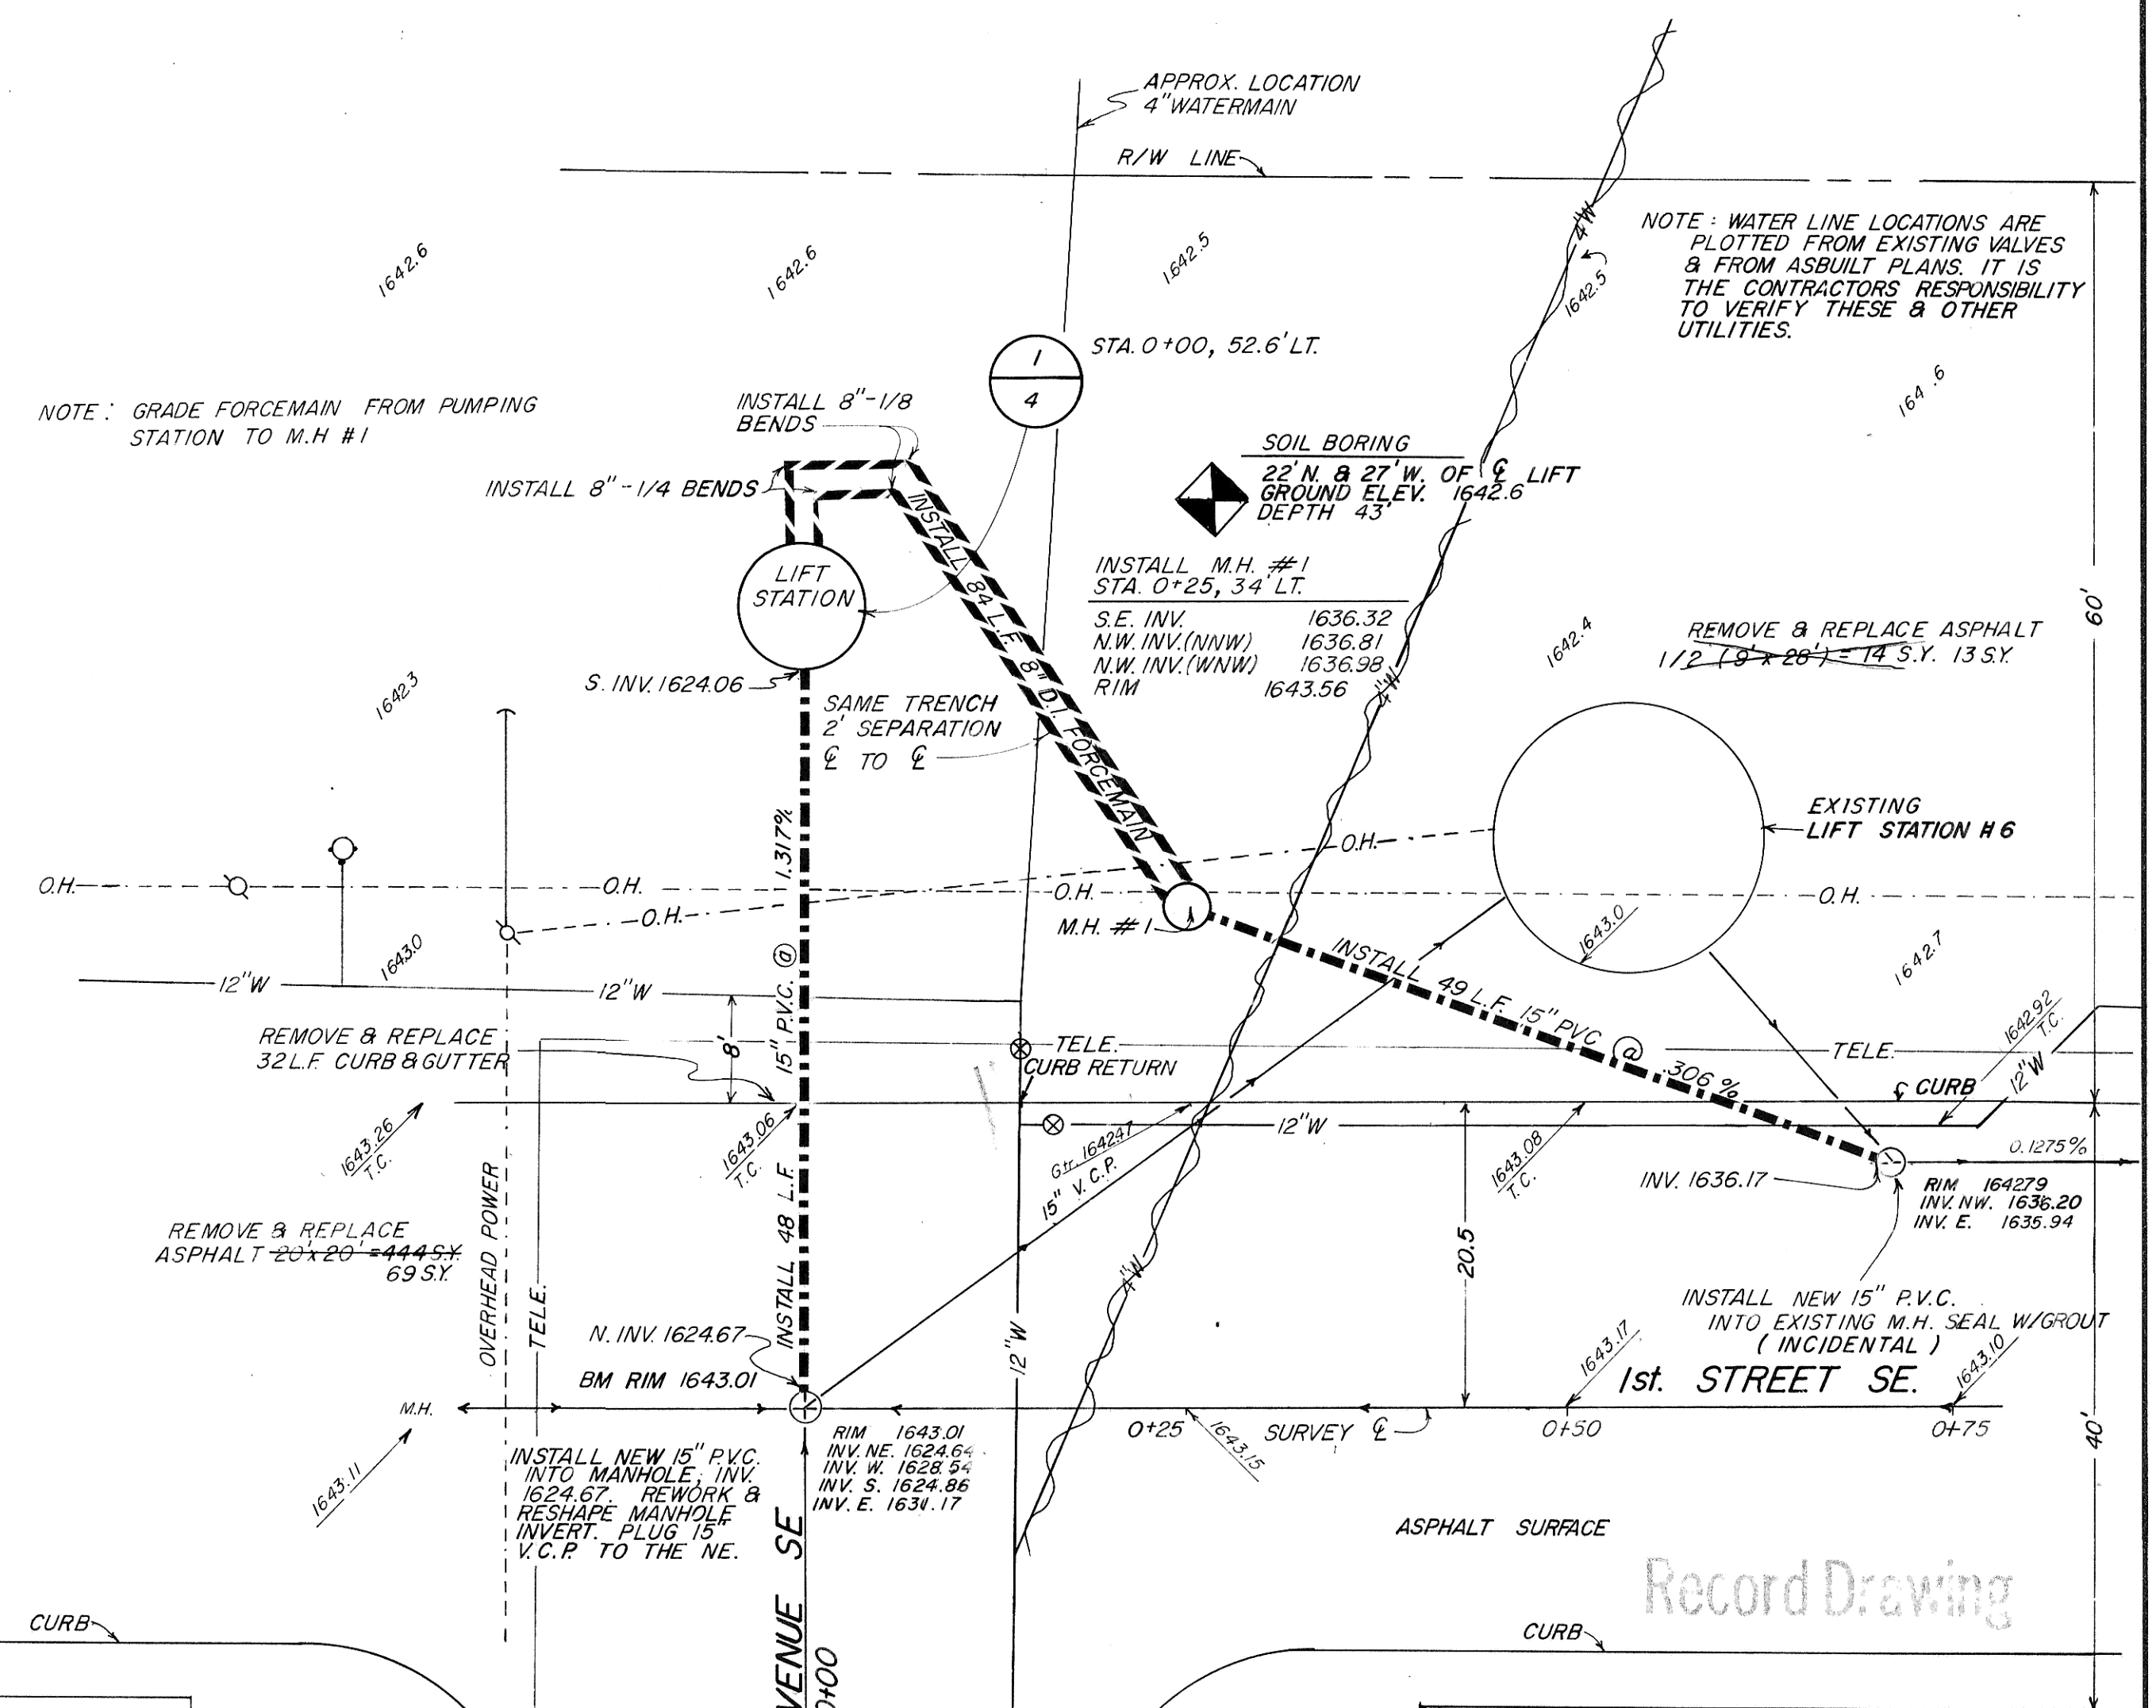 APPROX. LOCATION
4" WATERMAIN
R/W LINE
NOTE : WATER LINE LOCATIONS ARE
PLOTTED FROM EXISTING VALVES
& FROM ASBUILT PLANS. IT IS
THE CONTRACTORS RESPONSIBILITY
TO VERIFY THESE & OTHER
UTILITIES.
4"W
1642.6
1642.6
1642.5
1642.5
1
4
STA. 0+00, 52.6' LT.
164 .6
NOTE : GRADE FORCEMAIN FROM PUMPING
STATION TO M.H #1
INSTALL 8"-1/8
BENDS
INSTALL 8"-1/4 BENDS
SOIL BORING
22' N. & 27' W. OF ℄ LIFT
GROUND ELEV. 1642.6
DEPTH 43'
LIFT
STATION
INSTALL 84 L.F. 8" D.I. FORCEMAIN
INSTALL M.H. #1
STA. 0+25, 34' LT.
S.E. INV. 1636.32
N.W. INV.(NNW) 1636.81
N.W. INV.(WNW) 1636.98
RIM 1643.56
1642.4
60'
REMOVE & REPLACE ASPHALT
1/2 (9' x 28') = 14 S.Y. 13 S.Y.
1642.3
S. INV. 1624.06
SAME TRENCH
2' SEPARATION
℄ TO ℄
4"W
EXISTING
LIFT STATION #6
O.H.
O.H.
O.H.
O.H.
O.H.
O.H.
M.H. #1
1643.0
1643.0
1642.7
12"W
12"W
INSTALL 48 L.F. 15" P.V.C. @ 1.317%
INSTALL 49 L.F. 15" PVC @ .306 %
REMOVE & REPLACE
32 L.F. CURB & GUTTER
8'
TELE.
CURB RETURN
TELE.
1642.92
T.C.
12"W
℄ CURB
1643.26
T.C.
1643.06
T.C.
Gtr. 1642.47
15" V.C.P.
12"W
1643.08
T.C.
0.1275%
INV. 1636.17
RIM 1642.79
INV. NW. 1636.20
INV. E. 1635.94
REMOVE & REPLACE
ASPHALT 20' x 20' = 444 S.Y.
69 S.Y.
OVERHEAD POWER
TELE.
20.5
4"W
12"W
INSTALL NEW 15" P.V.C.
INTO EXISTING M.H. SEAL W/GROUT
( INCIDENTAL )
N. INV. 1624.67
BM RIM 1643.01
1643.17
1643.10
1st. STREET SE.
M.H.
0+25
1643.15
SURVEY ℄
0+50
0+75
40'
1643.11
INSTALL NEW 15" P.V.C.
INTO MANHOLE; INV.
1624.67. REWORK &
RESHAPE MANHOLE
INVERT. PLUG 15"
V.C.P. TO THE NE.
RIM 1643.01
INV. NE. 1624.64
INV. W. 1628.54
INV. S. 1624.86
INV. E. 1631.17
ASPHALT SURFACE
Record Drawing
VENUE SE
0+00
CURB
CURB